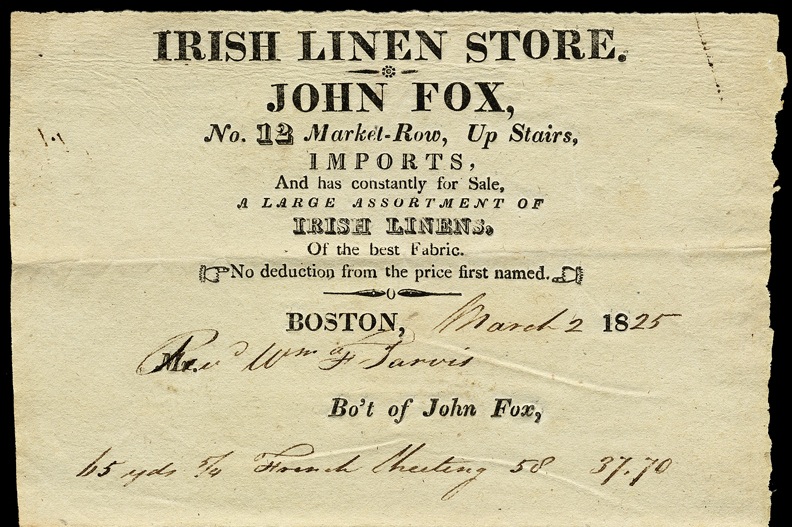 IRISH LINEN STORE.
JOHN FOX,
No. 12 Market-Row, Up Stairs,
IMPORTS,
And has constantly for Sale,
A LARGE ASSORTMENT OF
IRISH LINENS,
Of the best Fabric.
No deduction from the price first named.
BOSTON, March 2 1825
Revd Wm
Bo't of John Fox,
65 yds 5/4 French Sheeting 58 37.70